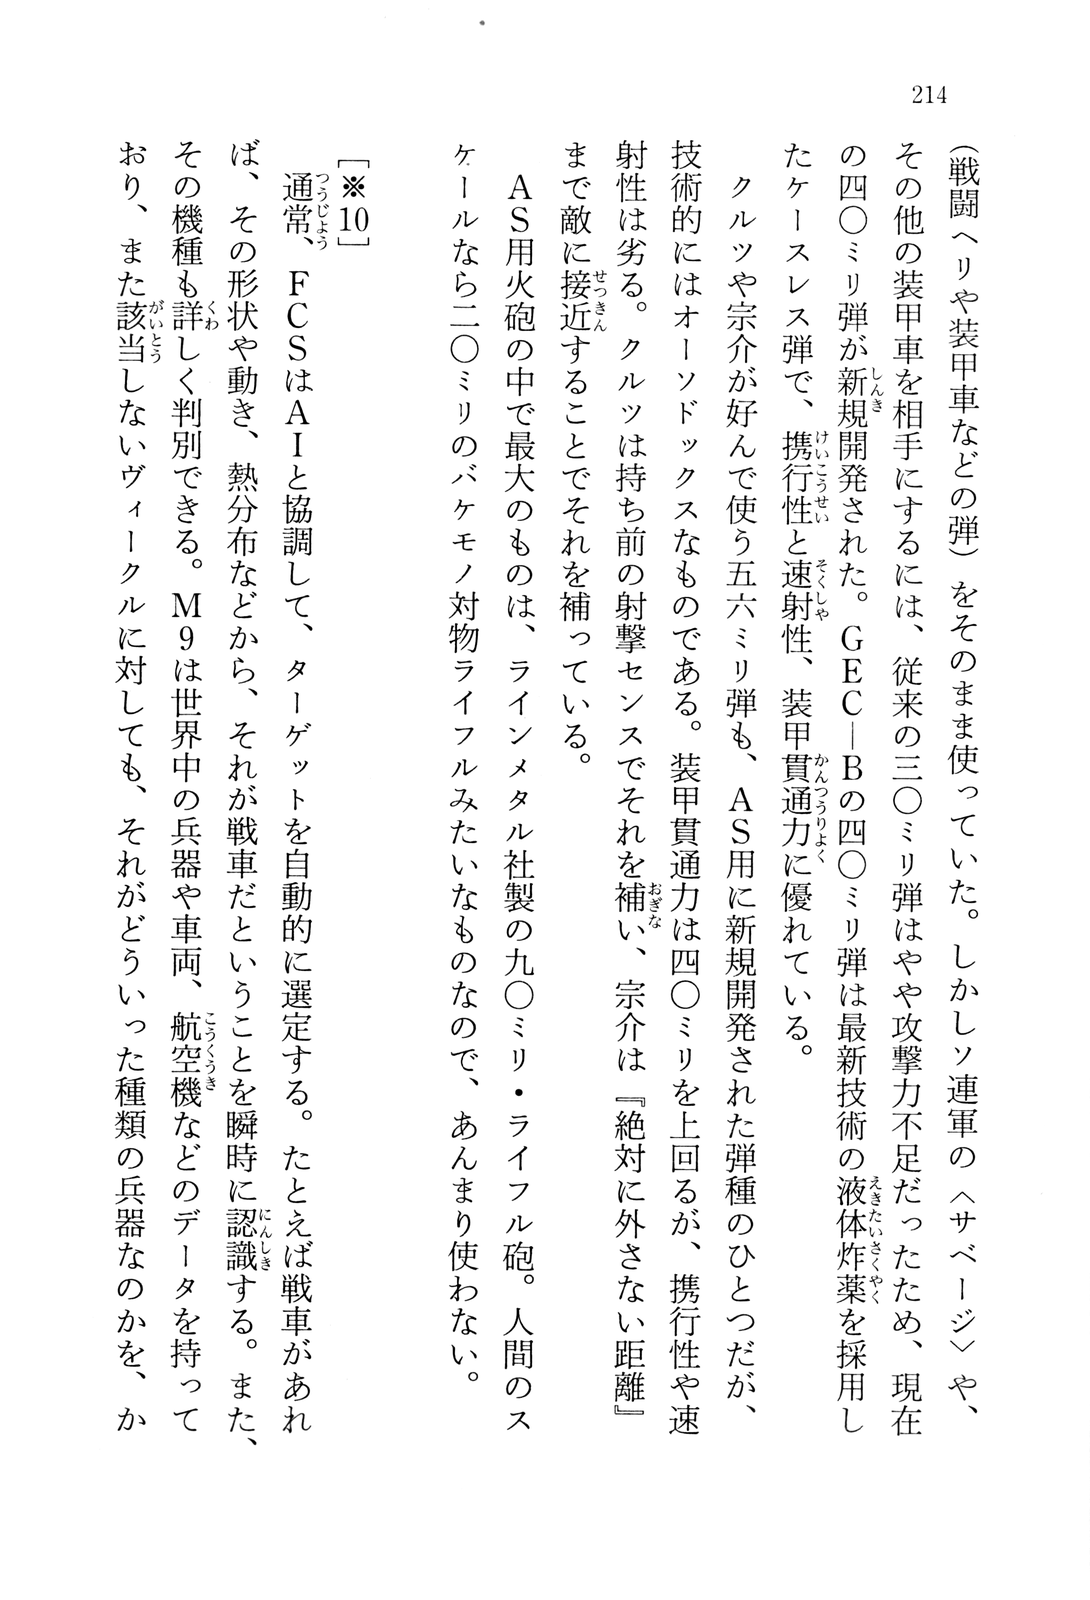 214
(戦闘ヘリや装甲車などの弾)をそのまま使っていた。しかしソ連軍の〈サベージ〉や、
その他の装甲車を相手にするには、従来の三〇ミリ弾はやや攻撃力不足だったため、現在
の四〇ミリ弾が新規開発された。GEC―Bの四〇ミリ弾は最新技術の液体炸薬を採用し
たケースレス弾で、携行性と速射性、装甲貫通力に優れている。
クルツや宗介が好んで使う五六ミリ弾も、AS用に新規開発された弾種のひとつだが、
技術的にはオーソドックスなものである。装甲貫通力は四〇ミリを上回るが、携行性や速
射性は劣る。クルツは持ち前の射撃センスでそれを補い、宗介は『絶対に外さない距離』
まで敵に接近することでそれを補っている。
AS用火砲の中で最大のものは、ラインメタル社製の九〇ミリ・ライフル砲。人間のス
ケールなら二〇ミリのバケモノ対物ライフルみたいなものなので、あんまり使わない。
[※10]
通常、FCSはAIと協調して、ターゲットを自動的に選定する。たとえば戦車があれ
ば、その形状や動き、熱分布などから、それが戦車だということを瞬時に認識する。また、
その機種も詳しく判別できる。M9は世界中の兵器や車両、航空機などのデータを持って
おり、また該当しないヴィークルに対しても、それがどういった種類の兵器なのかを、か